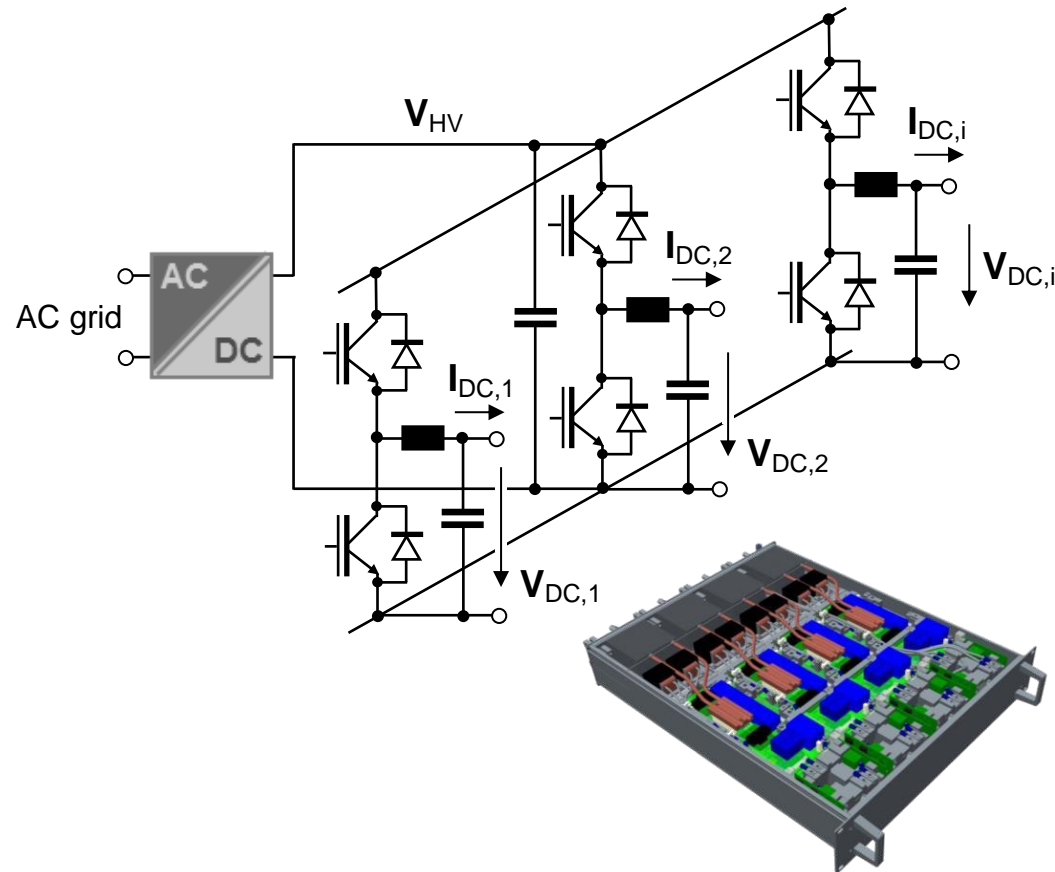 V_HV
I_DC,i
I_DC,2
V_DC,i
AC
AC grid
DC
I_DC,1
V_DC,2
V_DC,1